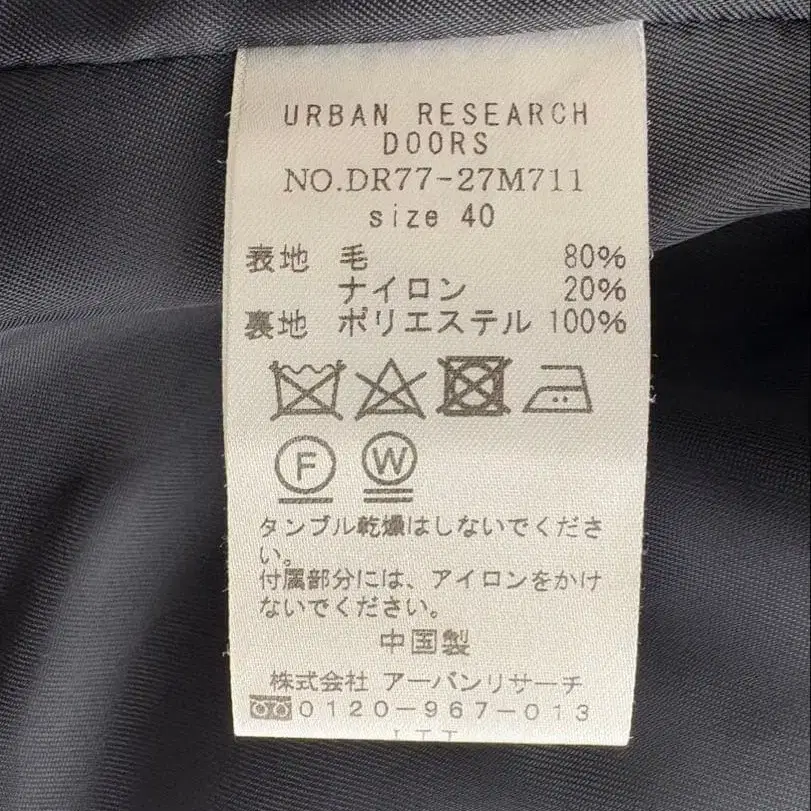 URBAN RESEARCH
DOORS
NO.DR77-27M711
size 40
表地 毛 80%
ナイロン 20%
裏地 ポリエステル 100%
F W
タンブル乾燥はしないでくださ
い。
付属部分には、アイロンをかけ
ないでください。
中国製
株式会社 アーバンリサーチ
0120-967-013